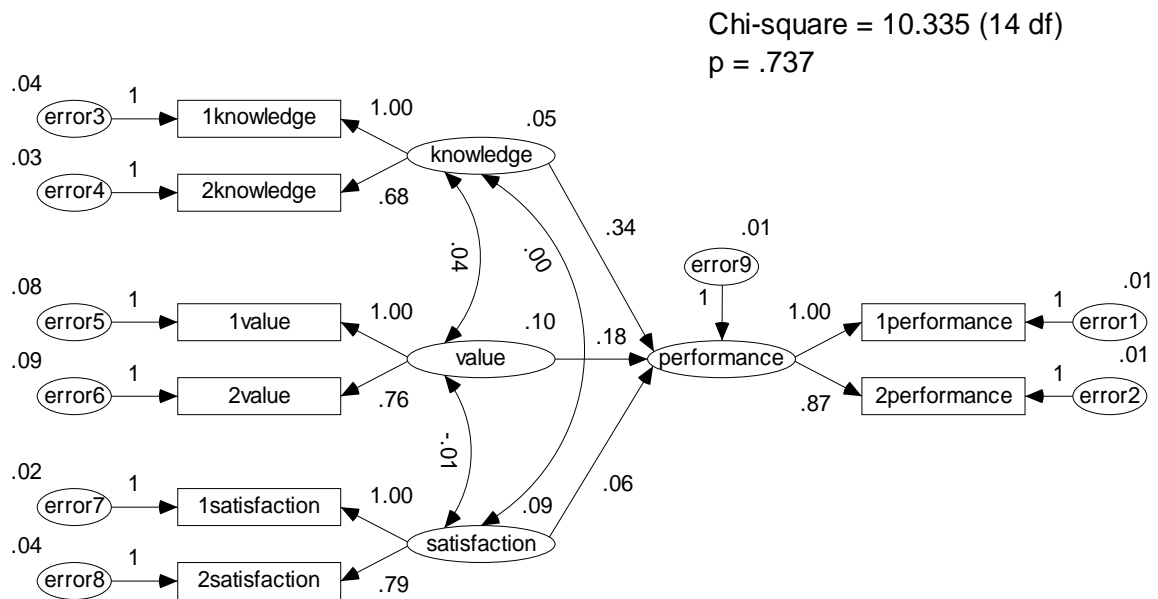 Chi-square = 10.335 (14 df)
p = .737
.04
error3
1
1knowledge
1.00
.05
knowledge
.03
error4
1
2knowledge
.68
.34
.04
.00
.01
error9
1
.08
error5
1
1value
1.00
.10
value
.18
performance
1.00
1performance
1
.01
error1
.09
error6
1
2value
.76
.87
2performance
1
.01
error2
-.01
.02
error7
1
1satisfaction
1.00
.09
satisfaction
.06
.04
error8
1
2satisfaction
.79